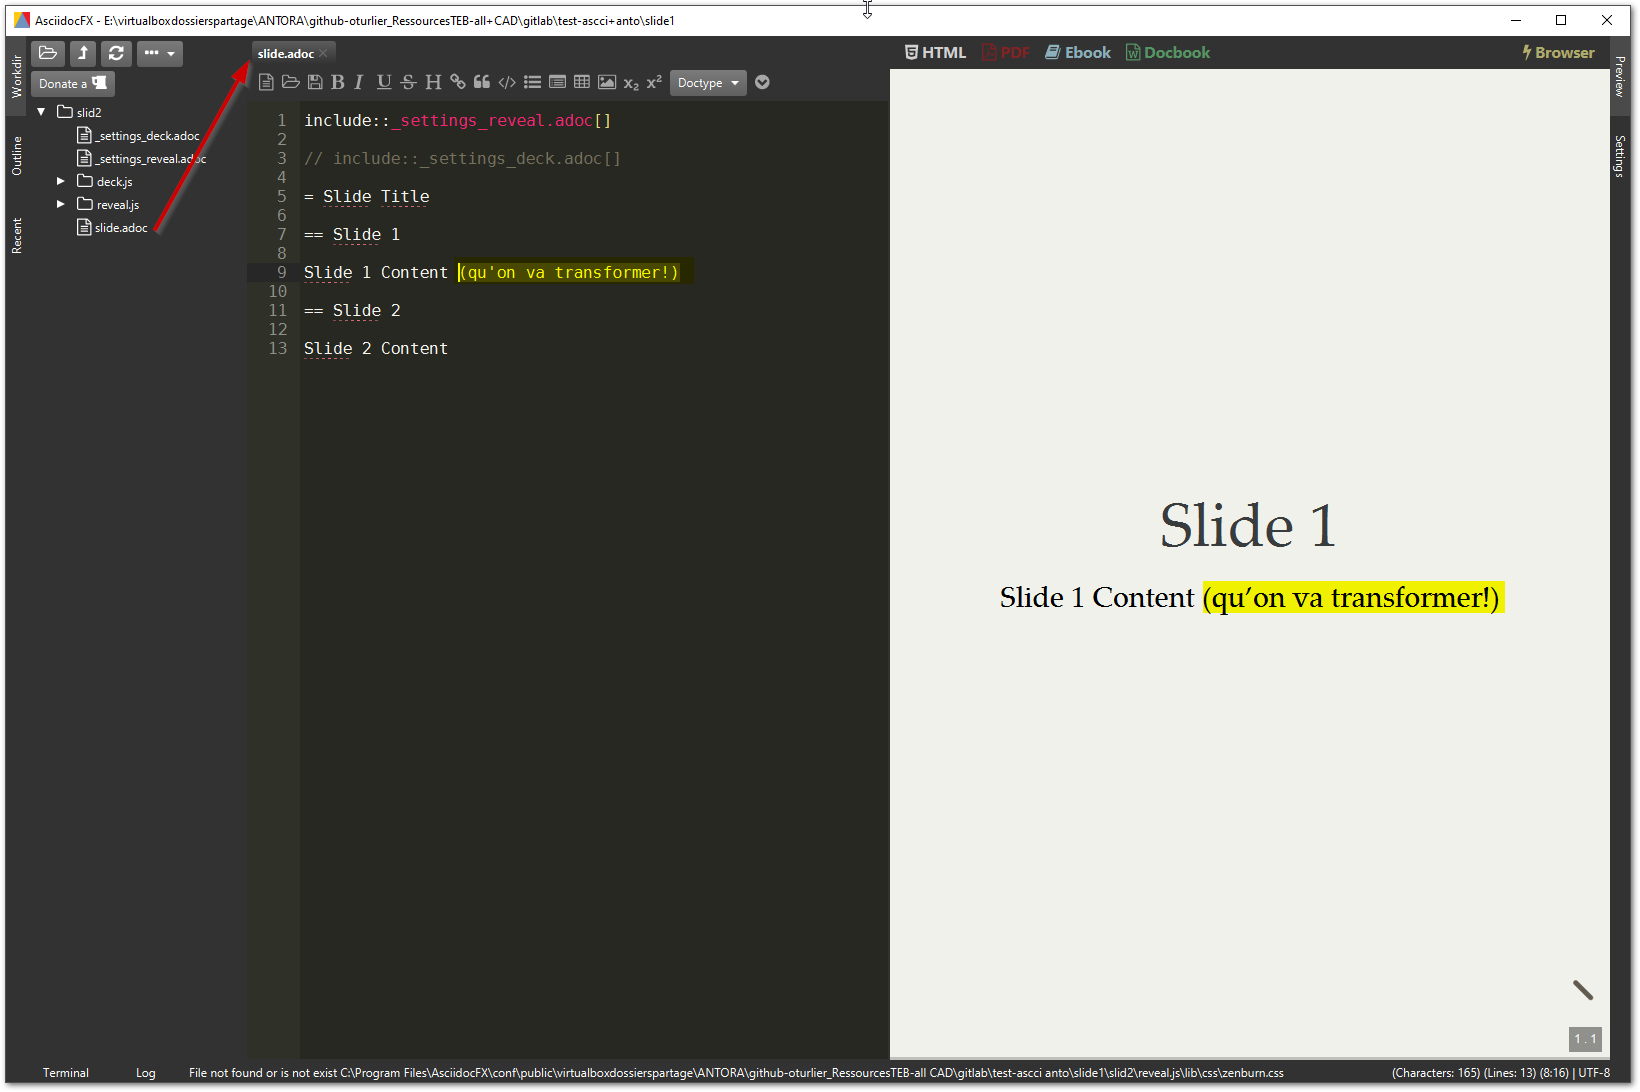 AsciidocFX - E:\virtualboxdossierspartage\ANTORA\github-oturlier_RessourcesTEB-all+CAD\gitlab\test-ascci+anto\slide1
Workdir
Outline
Recent
Donate a
slid2
_settings_deck.adoc
_settings_reveal.adoc
deck.js
reveal.js
slide.adoc
slide.adoc
B I U S H x2 x2 Doctype
1 include::_settings_reveal.adoc[]
2
3 // include::_settings_deck.adoc[]
4
5 = Slide Title
6
7 == Slide 1
8
9 Slide 1 Content (qu'on va transformer!)
10
11 == Slide 2
12
13 Slide 2 Content
HTML PDF Ebook Docbook Browser
Preview
Settings
Slide 1
Slide 1 Content (qu’on va transformer!)
1 . 1
Terminal Log File not found or is not exist C:\Program Files\AsciidocFX\conf\public\virtualboxdossierspartage\ANTORA\github-oturlier_RessourcesTEB-all CAD\gitlab\test-ascci anto\slide1\slid2\reveal.js\lib\css\zenburn.css (Characters: 165) (Lines: 13) (8:16) | UTF-8